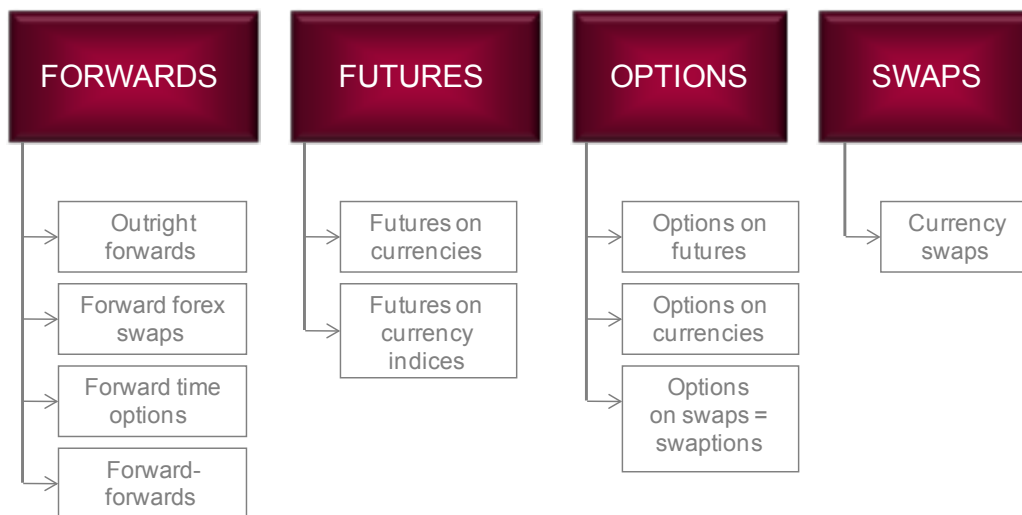 FORWARDS
Outright
forwards
Forward forex
swaps
Forward time
options
Forward-
forwards
FUTURES
Futures on
currencies
Futures on
currency
indices
OPTIONS
Options on
futures
Options on
currencies
Options
on swaps =
swaptions
SWAPS
Currency
swaps